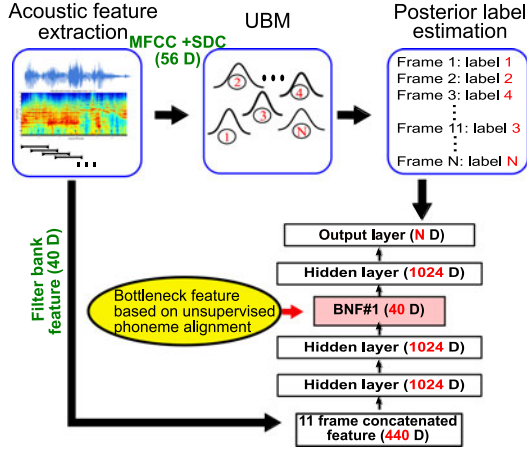 Acoustic feature
extraction
MFCC +SDC
(56 D)
UBM
Posterior label
estimation
2
4
1
3
N
Frame 1: label 1
Frame 2: label 2
Frame 3: label 4
Frame 11: label 3
Frame N: label N
Filter bank
feature (40 D)
Output layer (N D)
Hidden layer (1024 D)
Bottleneck feature
based on unsupervised
phoneme alignment
BNF#1 (40 D)
Hidden layer (1024 D)
Hidden layer (1024 D)
11 frame concatenated
feature (440 D)